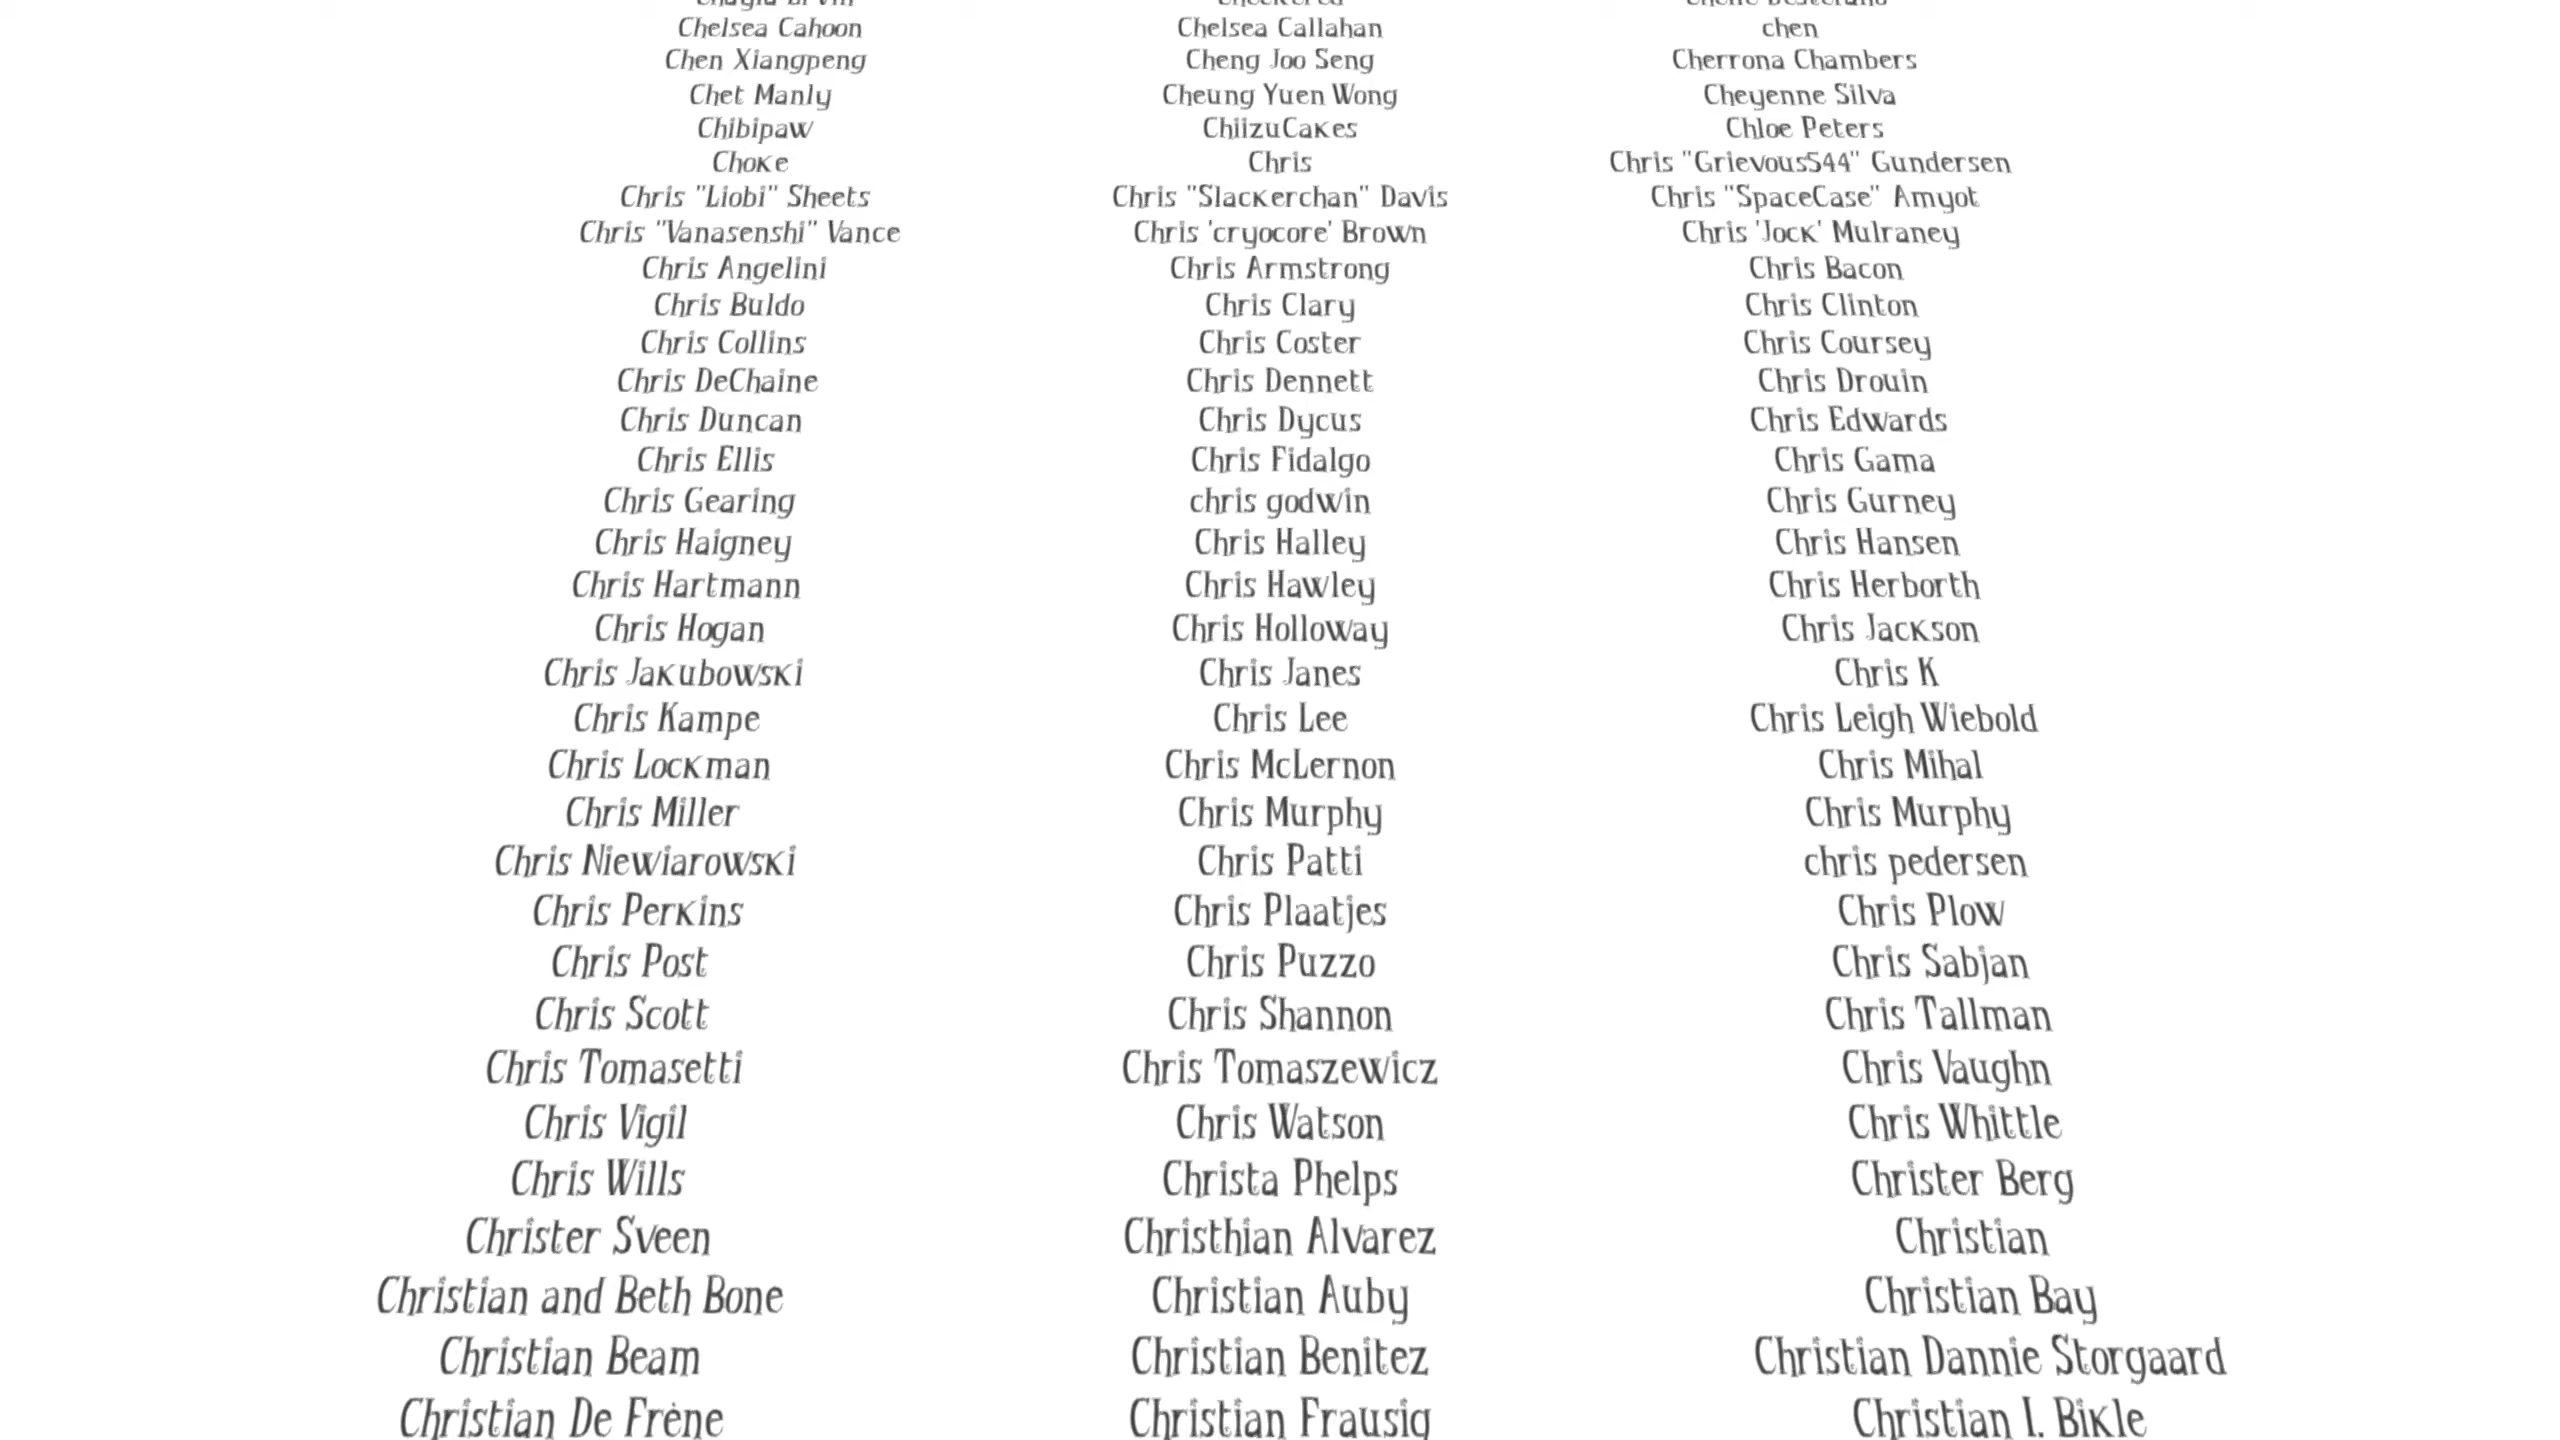 Chelsea Cahoon Chelsea Callahan chen
Chen Xiangpeng Cheng Joo Seng Cherrona Chambers
Chet Manly Cheung Yuen Wong Cheyenne Silva
Chibipaw ChiizuCakes Chloe Peters
Choke Chris Chris "Grievous544" Gundersen
Chris "Liobi" Sheets Chris "Slackerchan" Davis Chris "SpaceCase" Amyot
Chris "Vanasenshi" Vance Chris 'cryocore' Brown Chris 'Jock' Mulraney
Chris Angelini Chris Armstrong Chris Bacon
Chris Buldo Chris Clary Chris Clinton
Chris Collins Chris Coster Chris Coursey
Chris DeChaine Chris Dennett Chris Drouin
Chris Duncan Chris Dycus Chris Edwards
Chris Ellis Chris Fidalgo Chris Gama
Chris Gearing chris godwin Chris Gurney
Chris Haigney Chris Halley Chris Hansen
Chris Hartmann Chris Hawley Chris Herborth
Chris Hogan Chris Holloway Chris Jackson
Chris Jakubowski Chris Janes Chris K
Chris Kampe Chris Lee Chris Leigh Wiebold
Chris Lockman Chris McLernon Chris Mihal
Chris Miller Chris Murphy Chris Murphy
Chris Niewiarowski Chris Patti chris pedersen
Chris Perkins Chris Plaatjes Chris Plow
Chris Post Chris Puzzo Chris Sabjan
Chris Scott Chris Shannon Chris Tallman
Chris Tomasetti Chris Tomaszewicz Chris Vaughn
Chris Vigil Chris Watson Chris Whittle
Chris Wills Christa Phelps Christer Berg
Christer Sveen Christhian Alvarez Christian
Christian and Beth Bone Christian Auby Christian Bay
Christian Beam Christian Benitez Christian Dannie Storgaard
Christian De Frène Christian Frausig Christian I. Bikle